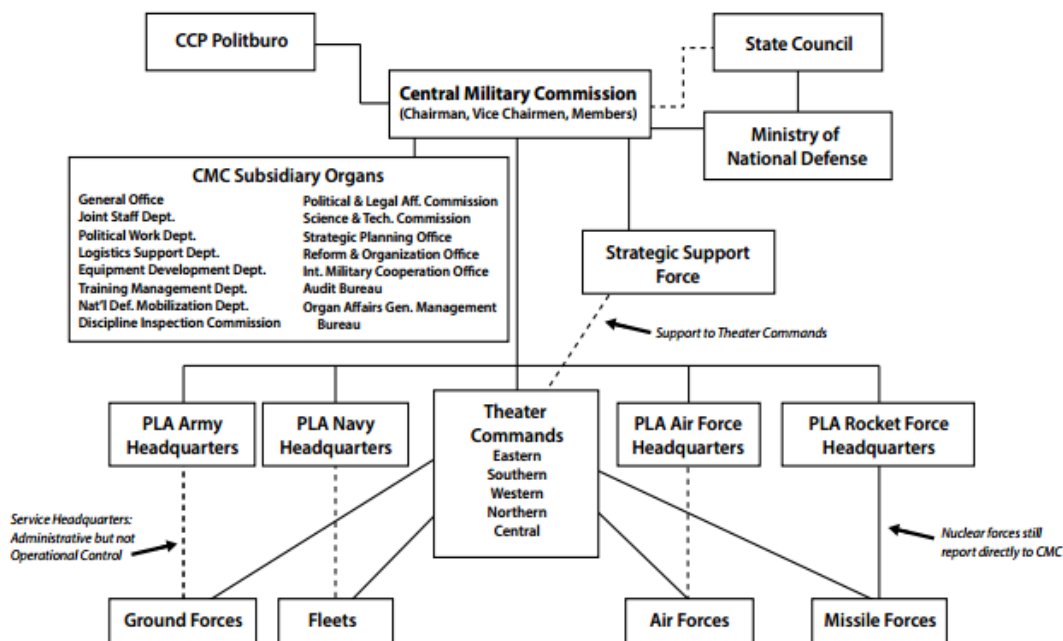 CCP Politburo
State Council
Central Military Commission
(Chairman, Vice Chairmen, Members)
Ministry of
National Defense
CMC Subsidiary Organs
General Office
Joint Staff Dept.
Political Work Dept.
Logistics Support Dept.
Equipment Development Dept.
Training Management Dept.
Nat'l Def. Mobilization Dept.
Discipline Inspection Commission
Political & Legal Aff. Commission
Science & Tech. Commission
Strategic Planning Office
Reform & Organization Office
Int. Military Cooperation Office
Audit Bureau
Organ Affairs Gen. Management
Bureau
Strategic Support
Force
Support to Theater Commands
PLA Army
Headquarters
PLA Navy
Headquarters
Theater
Commands
Eastern
Southern
Western
Northern
Central
PLA Air Force
Headquarters
PLA Rocket Force
Headquarters
Service Headquarters:
Administrative but not
Operational Control
Nuclear forces still
report directly to CMC
Ground Forces
Fleets
Air Forces
Missile Forces